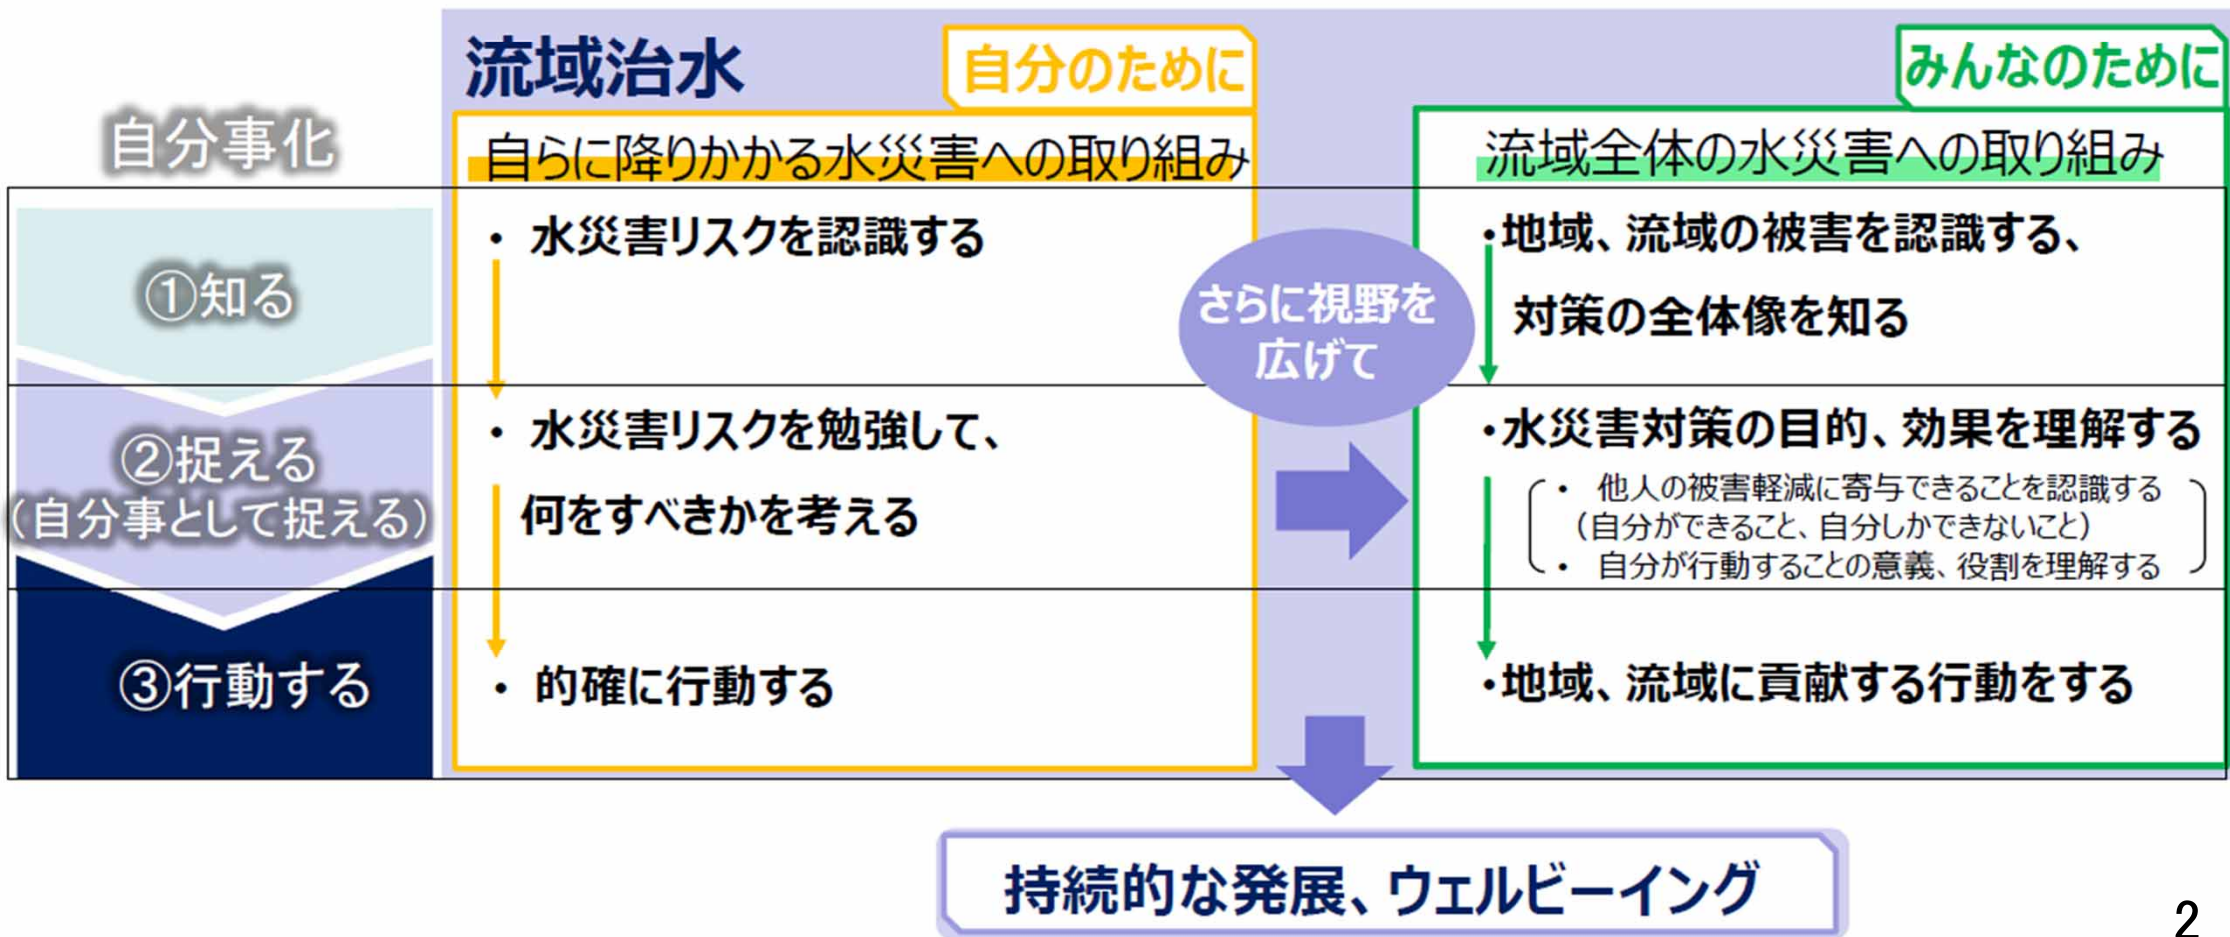 流域治水
自分のために
みんなのために
自分事化
自らに降りかかる水災害への取り組み
流域全体の水災害への取り組み
①知る
・ 水災害リスクを認識する
さらに視野を
広げて
・地域、流域の被害を認識する、
対策の全体像を知る
②捉える
（自分事として捉える）
・ 水災害リスクを勉強して、
何をすべきかを考える
・水災害対策の目的、効果を理解する
・ 他人の被害軽減に寄与できることを認識する
（自分ができること、自分しかできないこと）
・ 自分が行動することの意義、役割を理解する
③行動する
・ 的確に行動する
・地域、流域に貢献する行動をする
持続的な発展、ウェルビーイング
2